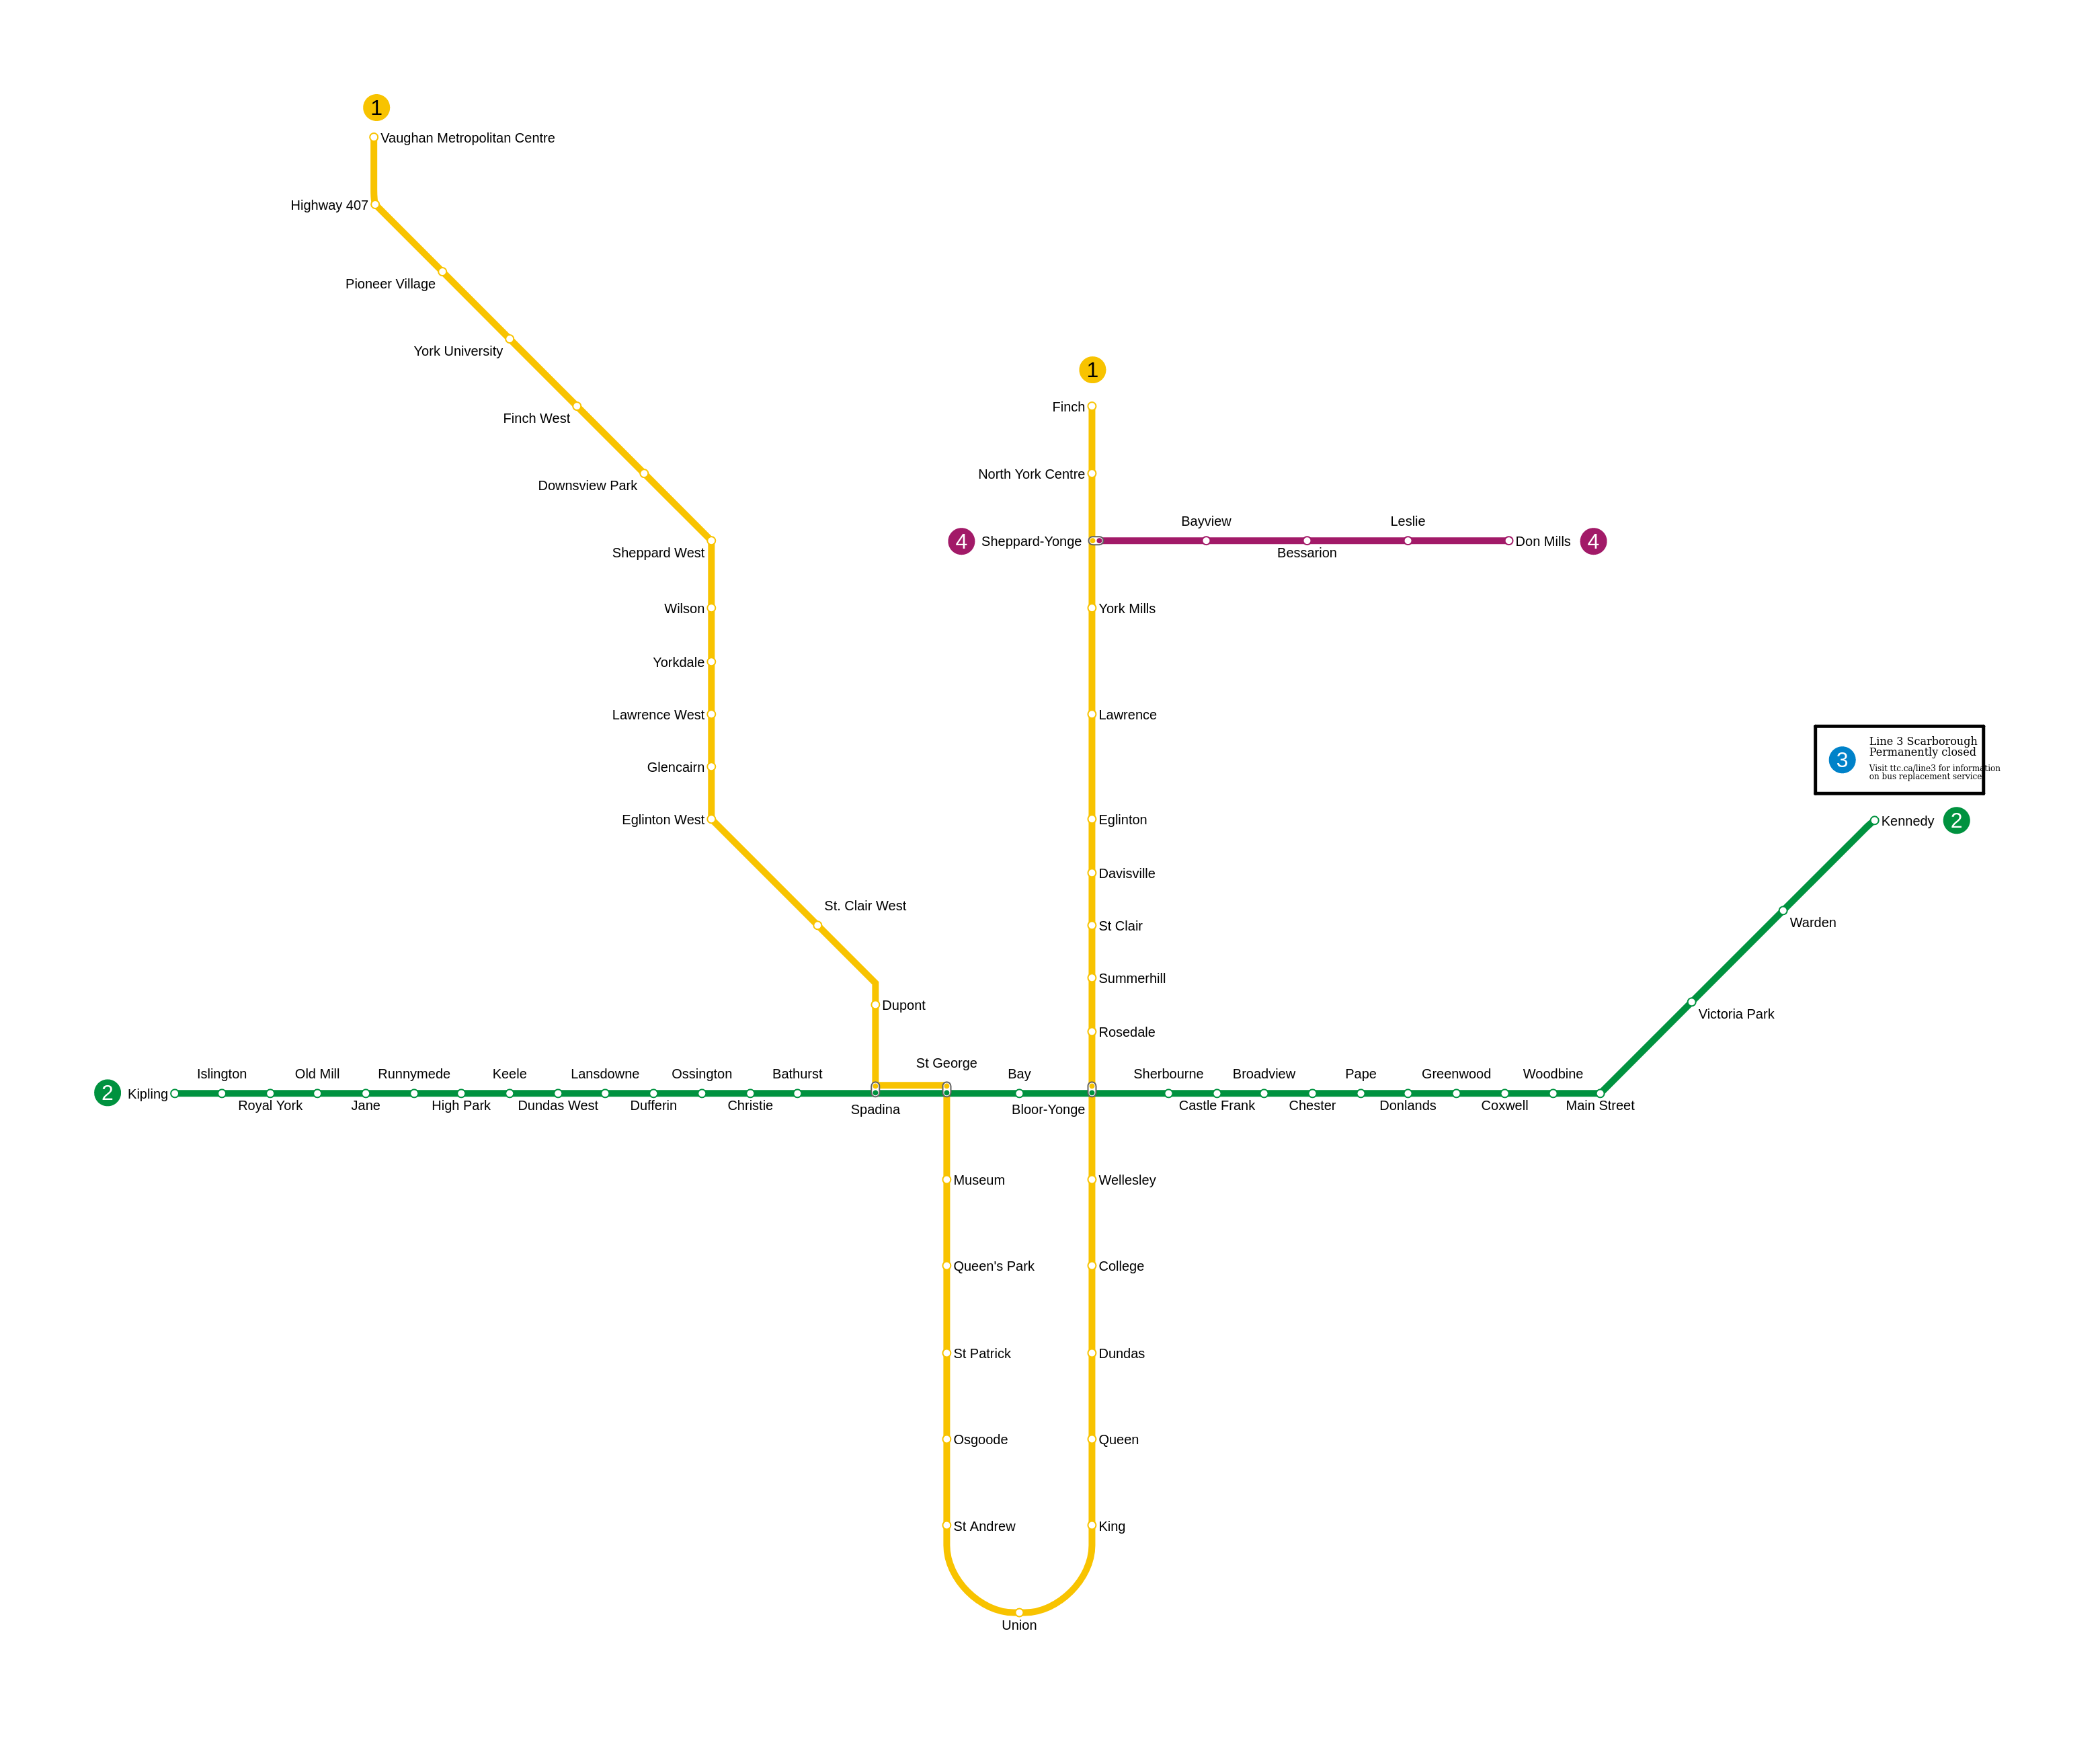 1
Vaughan Metropolitan Centre
Highway 407
Pioneer Village
York University
Finch West
Downsview Park
Sheppard West
Wilson
Yorkdale
Lawrence West
Glencairn
Eglinton West
St. Clair West
Dupont
1
Finch
North York Centre
4
Sheppard-Yonge
Bayview
Bessarion
Leslie
Don Mills
4
York Mills
Lawrence
Eglinton
Davisville
St Clair
Summerhill
Rosedale
3
Line 3 Scarborough
Permanently closed
Visit ttc.ca/line3 for information
on bus replacement service
Kennedy
2
Warden
Victoria Park
2
Kipling
Islington
Royal York
Old Mill
Jane
Runnymede
High Park
Keele
Dundas West
Lansdowne
Dufferin
Ossington
Christie
Bathurst
Spadina
St George
Bay
Bloor-Yonge
Sherbourne
Castle Frank
Broadview
Chester
Pape
Donlands
Greenwood
Coxwell
Woodbine
Main Street
Museum
Queen's Park
St Patrick
Osgoode
St Andrew
Wellesley
College
Dundas
Queen
King
Union